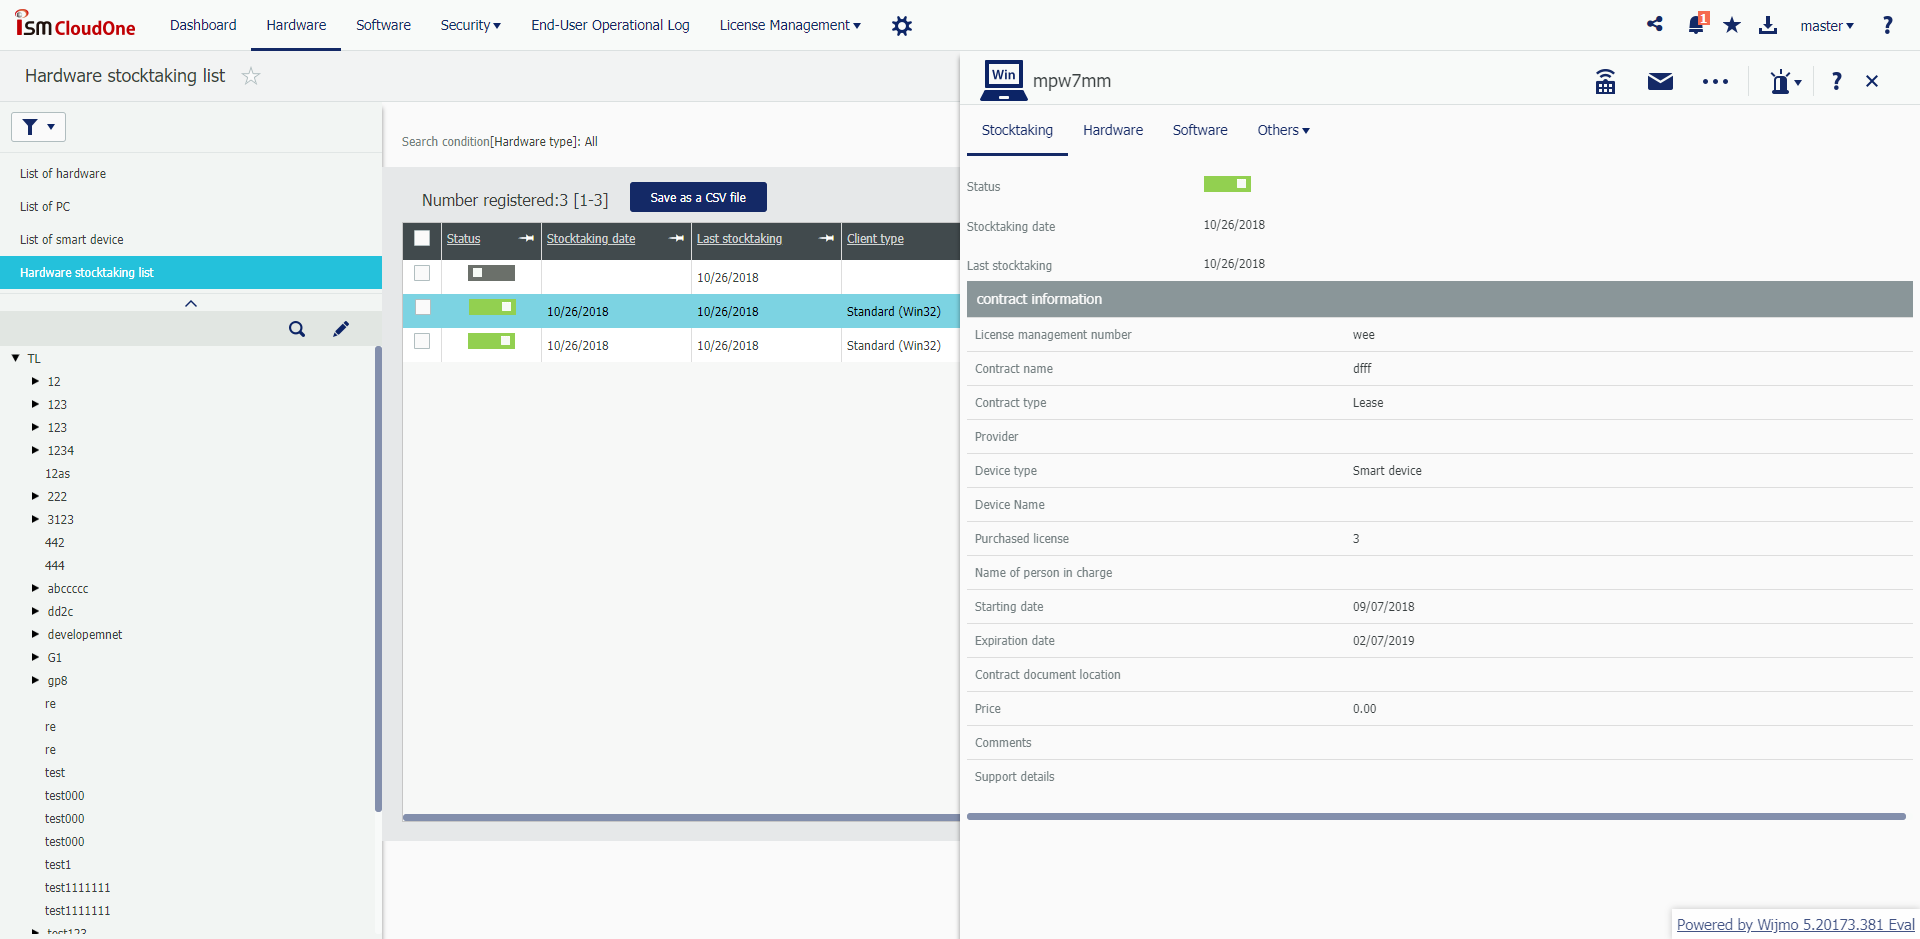 ISM CloudOne
Dashboard
Hardware
Software
Security
End-User Operational Log
License Management
1
master
?
Hardware stocktaking list
List of hardware
List of PC
List of smart device
Hardware stocktaking list
TL
12
123
123
1234
12as
222
3123
442
444
abccccc
dd2c
developemnet
G1
gp8
re
re
re
test
test000
test000
test000
test1
test1111111
test1111111
test123
Search condition[Hardware type]: All
Number registered:3 [1-3]
Save as a CSV file
Status Stocktaking date Last stocktaking Client type
10/26/2018
10/26/2018 10/26/2018 Standard (Win32)
10/26/2018 10/26/2018 Standard (Win32)
Win
mpw7mm
?
Stocktaking
Hardware
Software
Others
Status
Stocktaking date 10/26/2018
Last stocktaking 10/26/2018
contract information
License management number wee
Contract name dfff
Contract type Lease
Provider
Device type Smart device
Device Name
Purchased license 3
Name of person in charge
Starting date 09/07/2018
Expiration date 02/07/2019
Contract document location
Price 0.00
Comments
Support details
Powered by Wijmo 5.20173.381 Eval